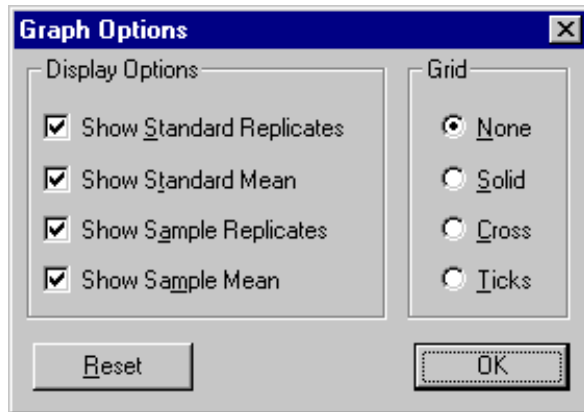 Graph Options
Display Options
Show Standard Replicates
Show Standard Mean
Show Sample Replicates
Show Sample Mean
Grid
None
Solid
Cross
Ticks
Reset
OK